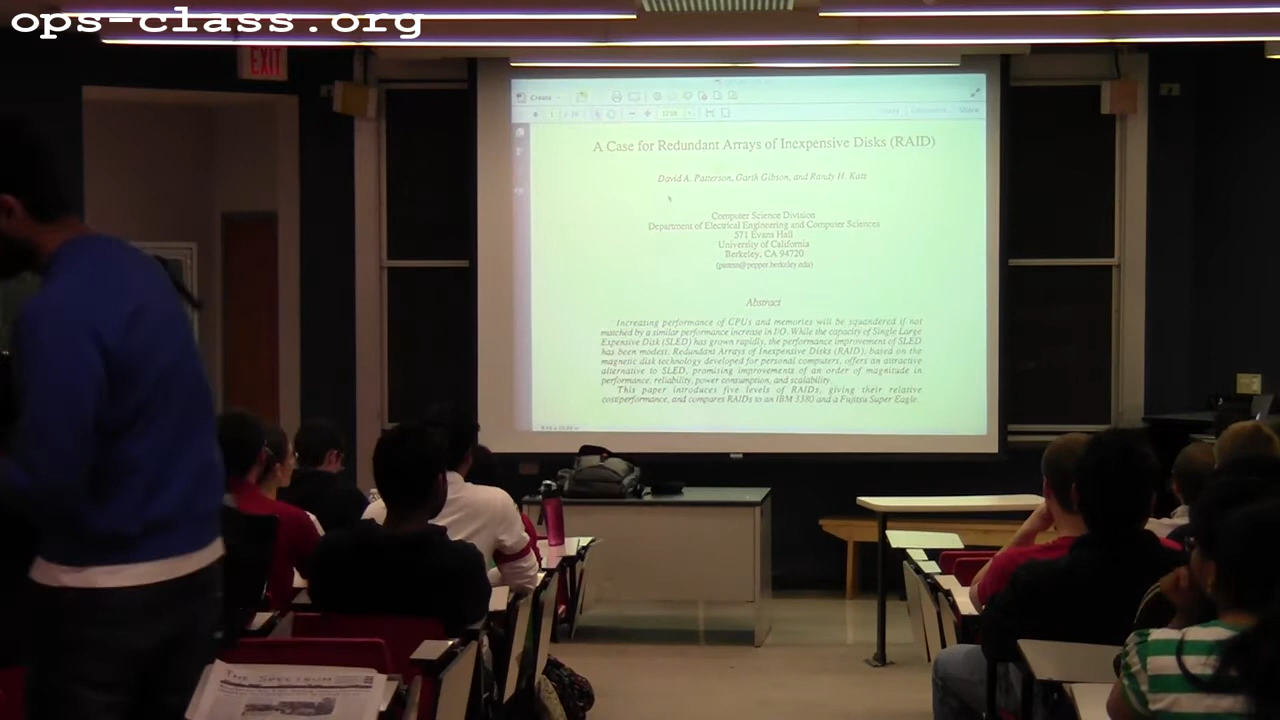 ops-class.org
EXIT
Create
A Case for Redundant Arrays of Inexpensive Disks (RAID)
David A. Patterson, Garth Gibson, and Randy H. Katz
Computer Science Division
Department of Electrical Engineering and Computer Sciences
571 Evans Hall
University of California
Berkeley, CA 94720
(pattrsn@pepper.berkeley.edu)
Abstract
Increasing performance of CPUs and memories will be squandered if not
matched by a similar performance increase in I/O. While the capacity of Single Large
Expensive Disk (SLED) has grown rapidly, the performance improvement of SLED
has been modest. Redundant Arrays of Inexpensive Disks (RAID), based on the
magnetic disk technology developed for personal computers, offers an attractive
alternative to SLED, promising improvements of an order of magnitude in
performance, reliability, power consumption, and scalability.
This paper introduces five levels of RAIDs, giving their relative
cost/performance, and compares RAIDs to an IBM 3380 and a Fujitsu Super Eagle.
THE SPECTRUM